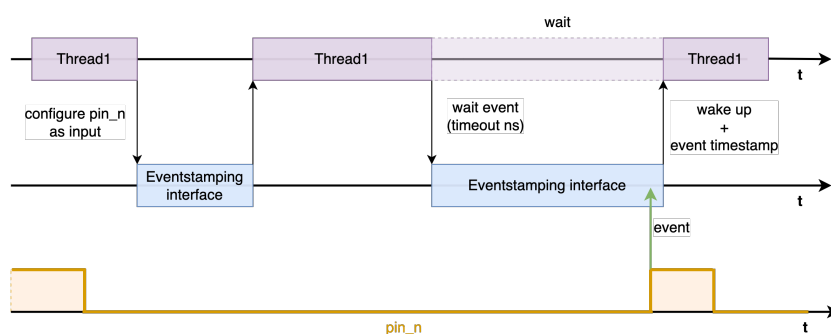 wait
Thread1
Thread1
Thread1
t
configure pin_n
as input
wait event
(timeout ns)
wake up
+
event timestamp
Eventstamping
interface
Eventstamping interface
t
event
pin_n
t